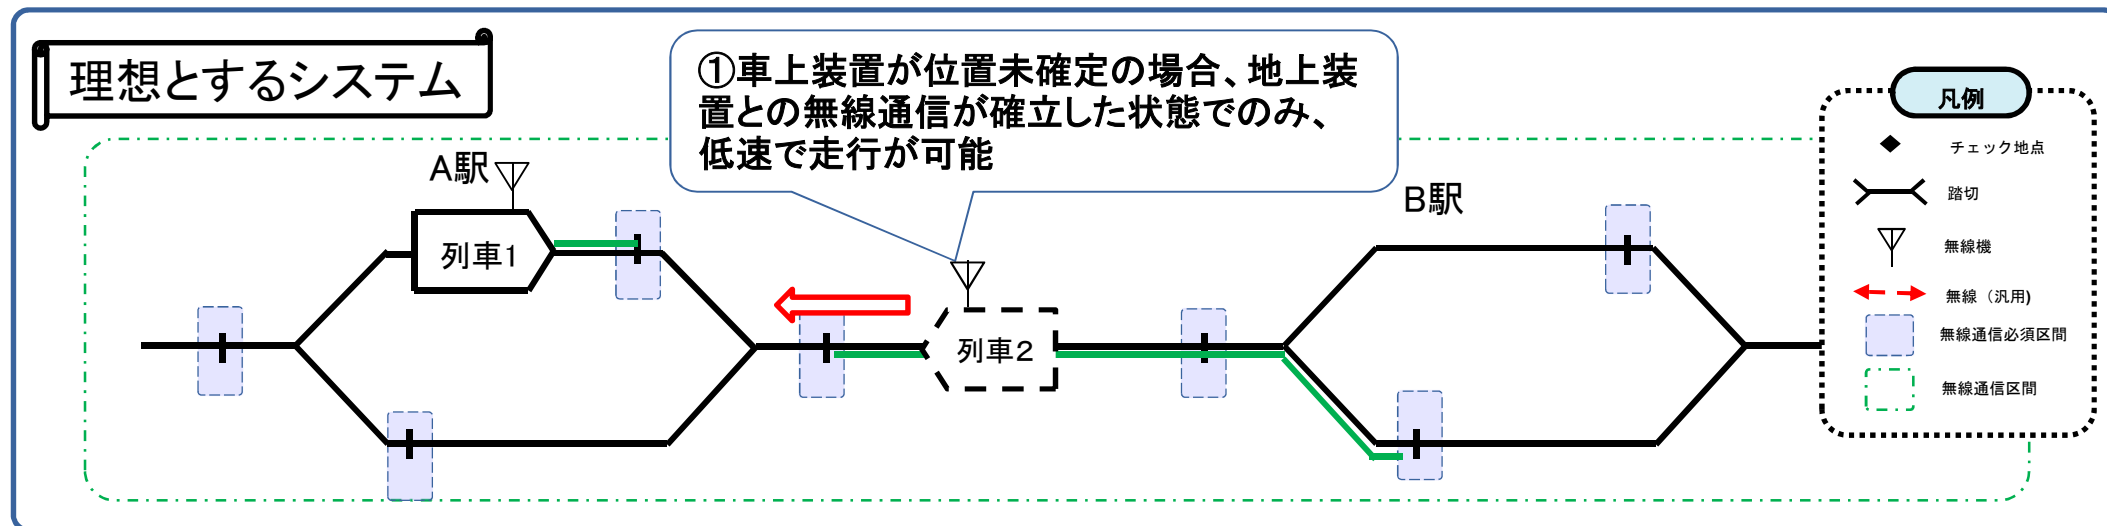 理想とするシステム
①車上装置が位置未確定の場合、地上装
置との無線通信が確立した状態でのみ、
低速で走行が可能
A駅
列車1
列車2
B駅
凡例
チェック地点
踏切
無線機
無線（汎用)
無線通信必須区間
無線通信区間